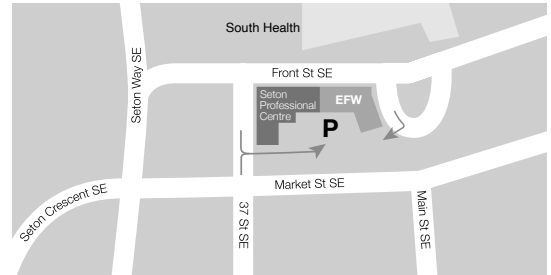 South Health
Seton Way SE
Front St SE
Seton
Professional
Centre
EFW
P
Seton Crescent SE
Market St SE
37 St SE
Main St SE